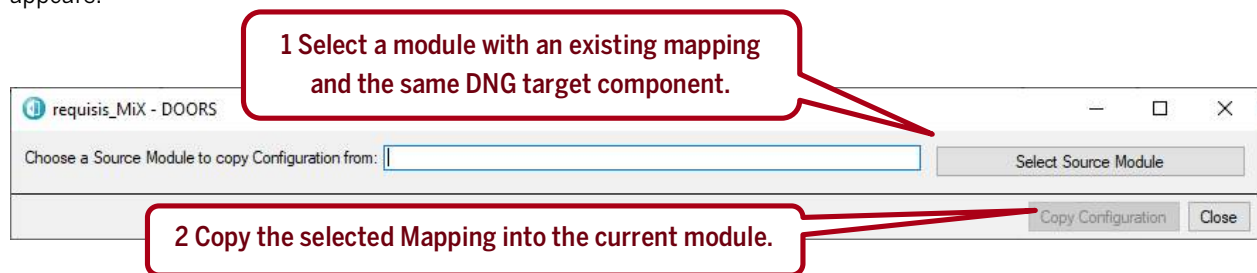 appears.
1 Select a module with an existing mapping
and the same DNG target component.
requisis_MiX - DOORS
Choose a Source Module to copy Configuration from:
Select Source Module
Copy Configuration
Close
2 Copy the selected Mapping into the current module.